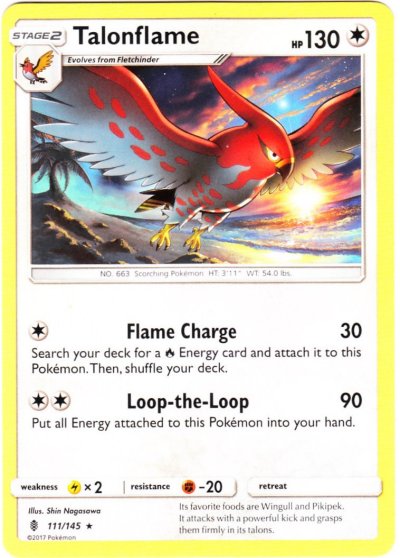 STAGE2 Talonflame HP 130
Evolves from Fletchinder
NO. 663 Scorching Pokémon. HT: 3'11" WT: 54.0 lbs.
Flame Charge 30
Search your deck for a Energy card and attach it to this
Pokémon. Then, shuffle your deck.
Loop-the-Loop 90
Put all Energy attached to this Pokémon into your hand.
weakness ×2 resistance -20 retreat
Illus. Shin Nagasawa
111/145 ★
©2017 Pokémon
Its favorite foods are Wingull and Pikipek.
It attacks with a powerful kick and grasps
them firmly in its talons.